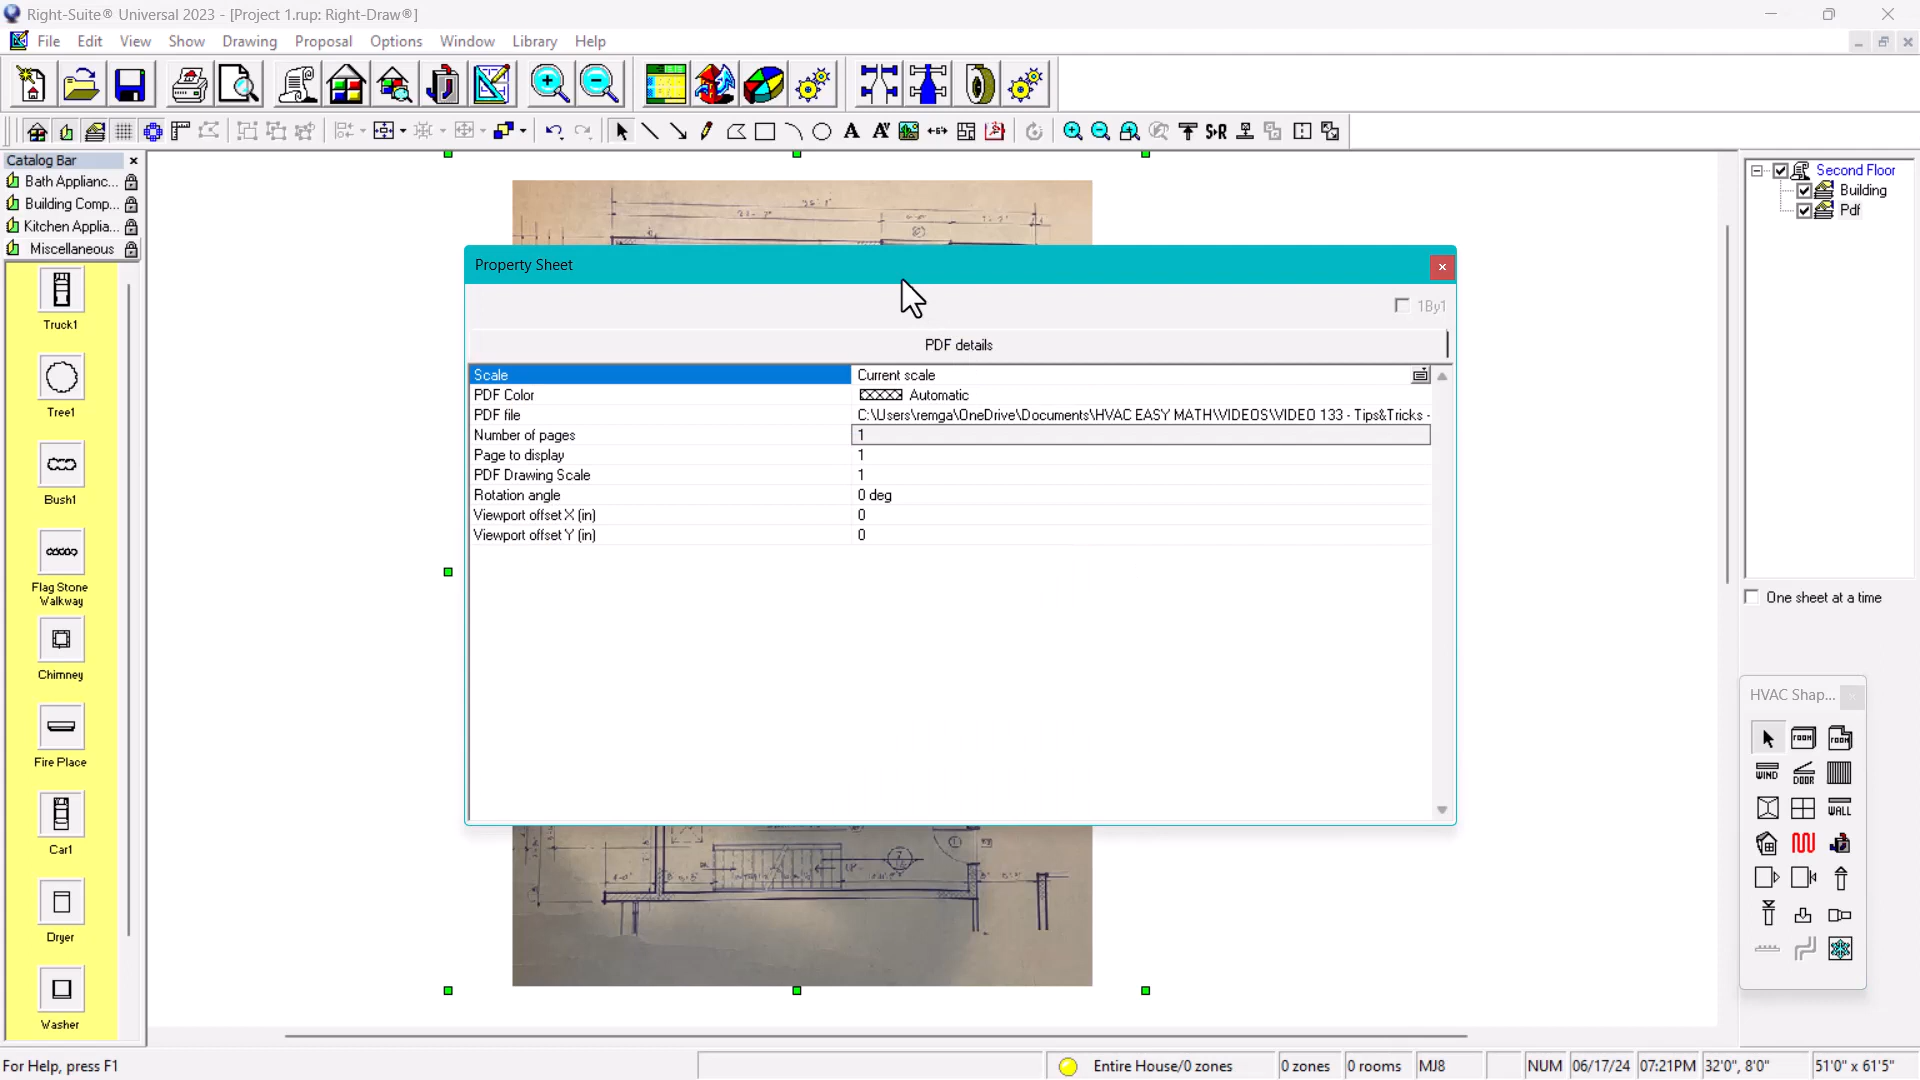 Right-Suite® Universal 2023 - [Project 1.rup: Right-Draw®]
File Edit View Show Drawing Proposal Options Window Library Help
Catalog Bar
Bath Applianc...
Building Comp...
Kitchen Applia...
Miscellaneous
Truck1
Tree1
Bush1
Flag Stone
Walkway
Chimney
Fire Place
Car1
Dryer
Washer
Property Sheet
1By1
PDF details
Scale Current scale
PDF Color Automatic
PDF file C:\Users\remga\OneDrive\Documents\HVAC EASY MATH\VIDEOS\VIDEO 133 - Tips&Tricks -
Number of pages 1
Page to display 1
PDF Drawing Scale 1
Rotation angle 0 deg
Viewport offset X (in) 0
Viewport offset Y (in) 0
Second Floor
Building
Pdf
One sheet at a time
HVAC Shap...
ROOM ROOM
WIND DOOR
WALL
For Help, press F1 Entire House/0 zones 0 zones 0 rooms MJ8 NUM 06/17/24 07:21PM 32'0", 8'0" 51'0" x 61'5"